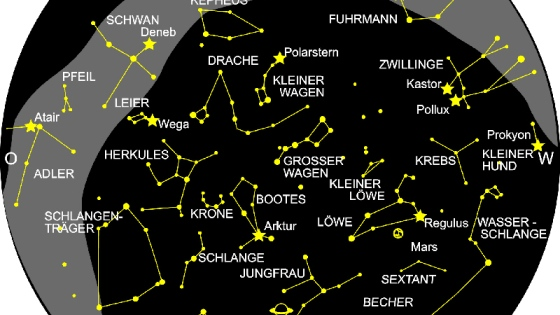 KEPHEUS
SCHWAN
Deneb
FUHRMANN
Polarstern
DRACHE
ZWILLINGE
PFEIL
KLEINER
WAGEN
Kastor
LEIER
Pollux
Atair
Wega
Prokyon
O
W
HERKULES
GROSSER
WAGEN
KREBS
KLEINER
HUND
ADLER
KLEINER
LÖWE
BOOTES
KRONE
SCHLANGEN-
TRÄGER
Arktur
LÖWE
Regulus
WASSER -
SCHLANGE
Mars
SCHLANGE
JUNGFRAU
SEXTANT
BECHER